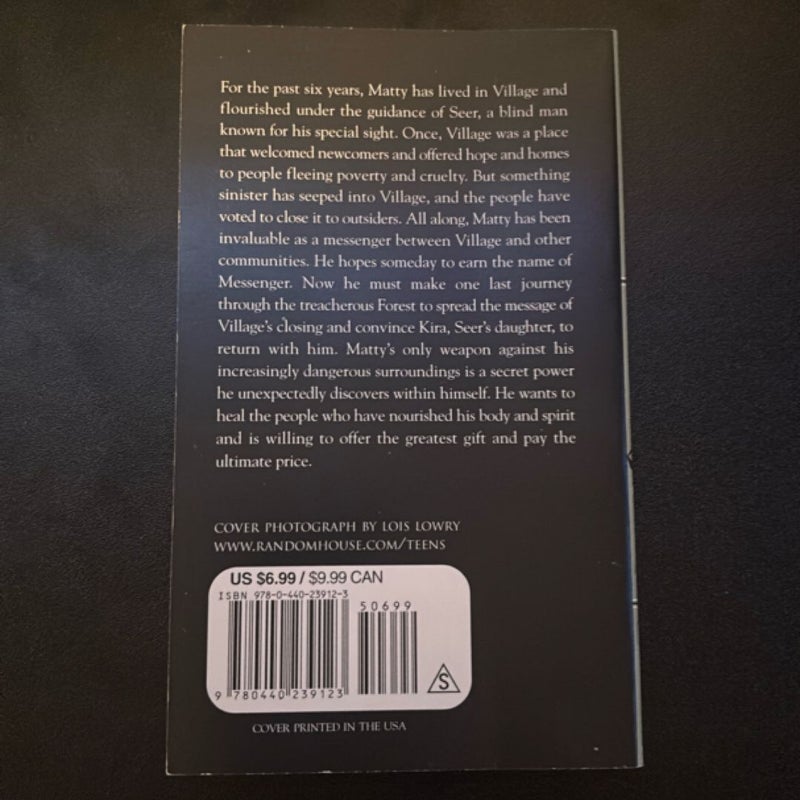 For the past six years, Matty has lived in Village and
flourished under the guidance of Seer, a blind man
known for his special sight. Once, Village was a place
that welcomed newcomers and offered hope and homes
to people fleeing poverty and cruelty. But something
sinister has seeped into Village, and the people have
voted to close it to outsiders. All along, Matty has been
invaluable as a messenger between Village and other
communities. He hopes someday to earn the name of
Messenger. Now he must make one last journey
through the treacherous Forest to spread the message of
Village's closing and convince Kira, Seer's daughter, to
return with him. Matty's only weapon against his
increasingly dangerous surroundings is a secret power
he unexpectedly discovers within himself. He wants to
heal the people who have nourished his body and spirit
and is willing to offer the greatest gift and pay the
ultimate price.
COVER PHOTOGRAPH BY LOIS LOWRY
WWW.RANDOMHOUSE.COM/TEENS
US $6.99 / $9.99 CAN
ISBN 978-0-440-23912-3
50699
9 780440 239123
S
COVER PRINTED IN THE USA